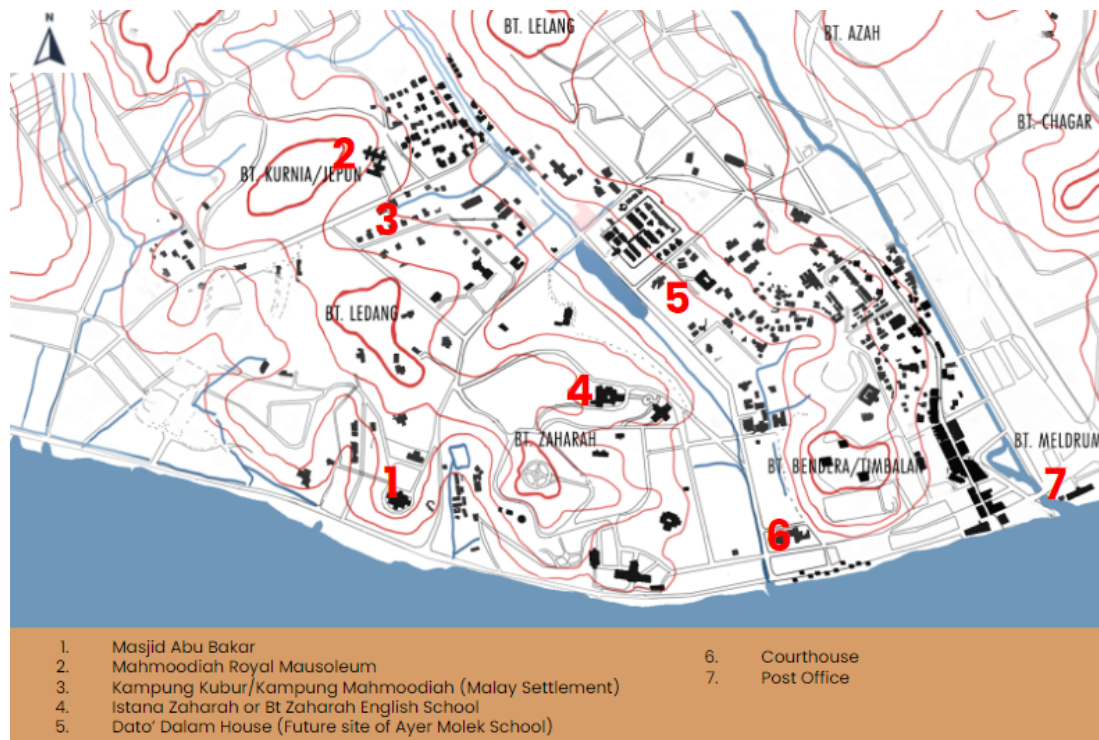 N
BT. LELANG
BT. AZAH
BT. CHAGAR
2
BT. KURNIA/JEPUN
3
5
BT. LEDANG
4
BT. ZAHARAH
BT. MELDRUM
BT. BENDERA/TIMBALAN
1
7
6
1. Masjid Abu Bakar
2. Mahmoodiah Royal Mausoleum
3. Kampung Kubur/Kampung Mahmoodiah (Malay Settlement)
4. Istana Zaharah or Bt Zaharah English School
5. Dato' Dalam House (Future site of Ayer Molek School)
6. Courthouse
7. Post Office